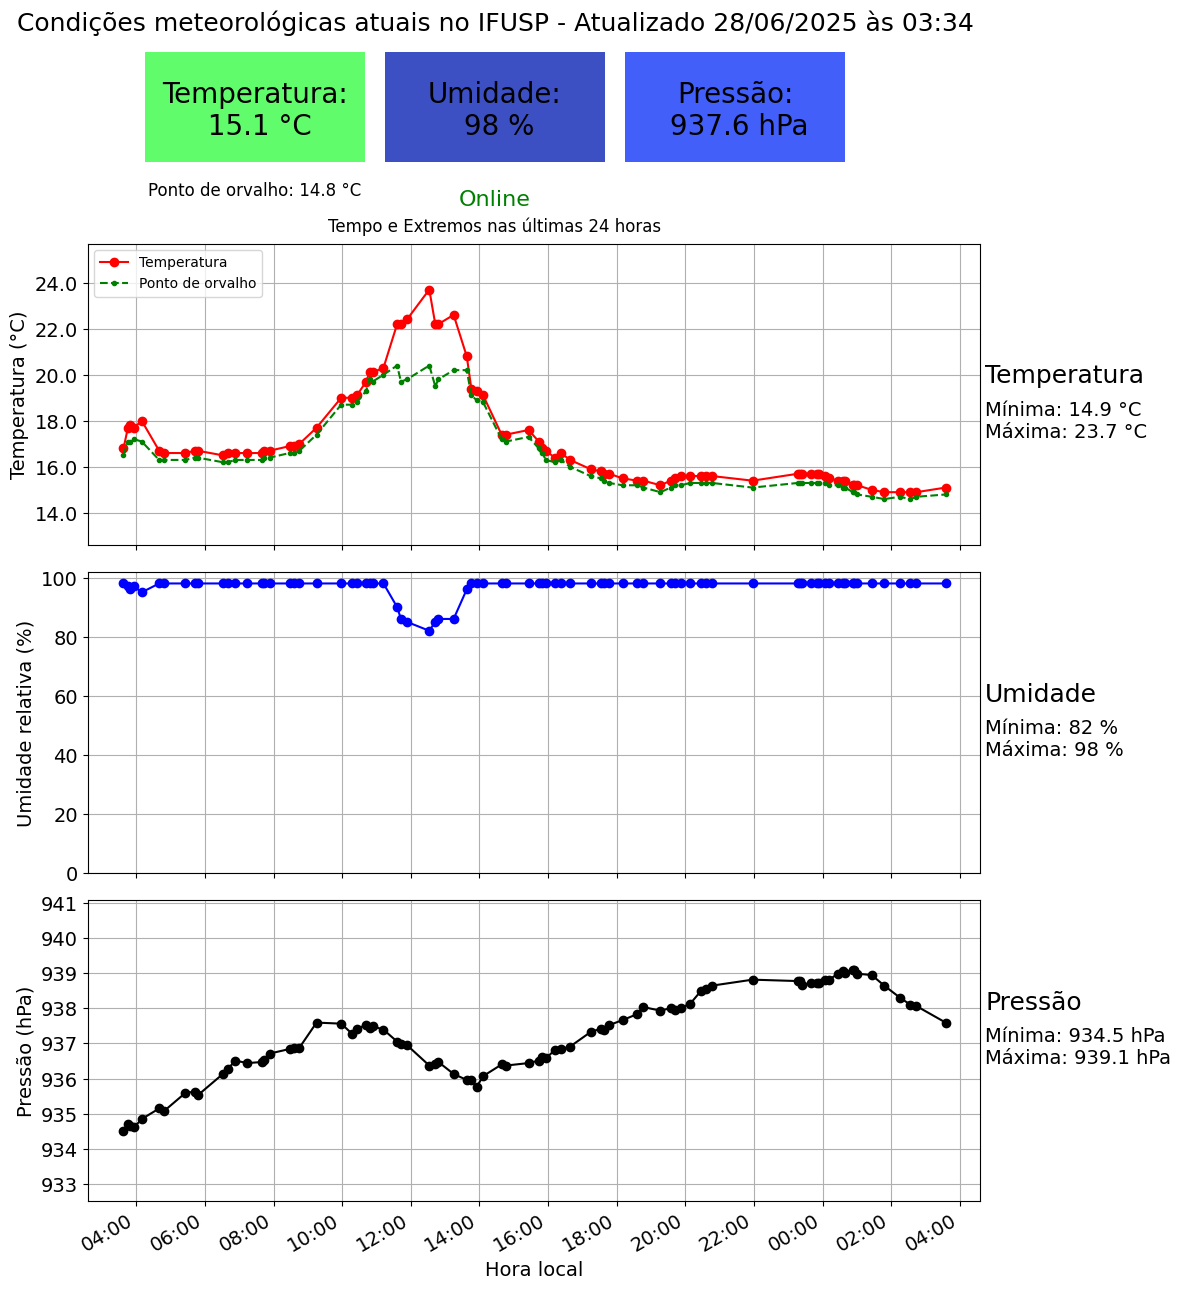 Condições meteorológicas atuais no IFUSP - Atualizado 28/06/2025 às 03:34
Temperatura:
15.1 °C
Umidade:
98 %
Pressão:
937.6 hPa
Ponto de orvalho: 14.8 °C
Online
Tempo e Extremos nas últimas 24 horas
Temperatura
Ponto de orvalho
Temperatura (°C)
24.0
22.0
20.0
18.0
16.0
14.0
Temperatura
Mínima: 14.9 °C
Máxima: 23.7 °C
Umidade relativa (%)
100
80
60
40
20
0
Umidade
Mínima: 82 %
Máxima: 98 %
Pressão (hPa)
941
940
939
938
937
936
935
934
933
Pressão
Mínima: 934.5 hPa
Máxima: 939.1 hPa
04:00
06:00
08:00
10:00
12:00
14:00
16:00
18:00
20:00
22:00
00:00
02:00
04:00
Hora local